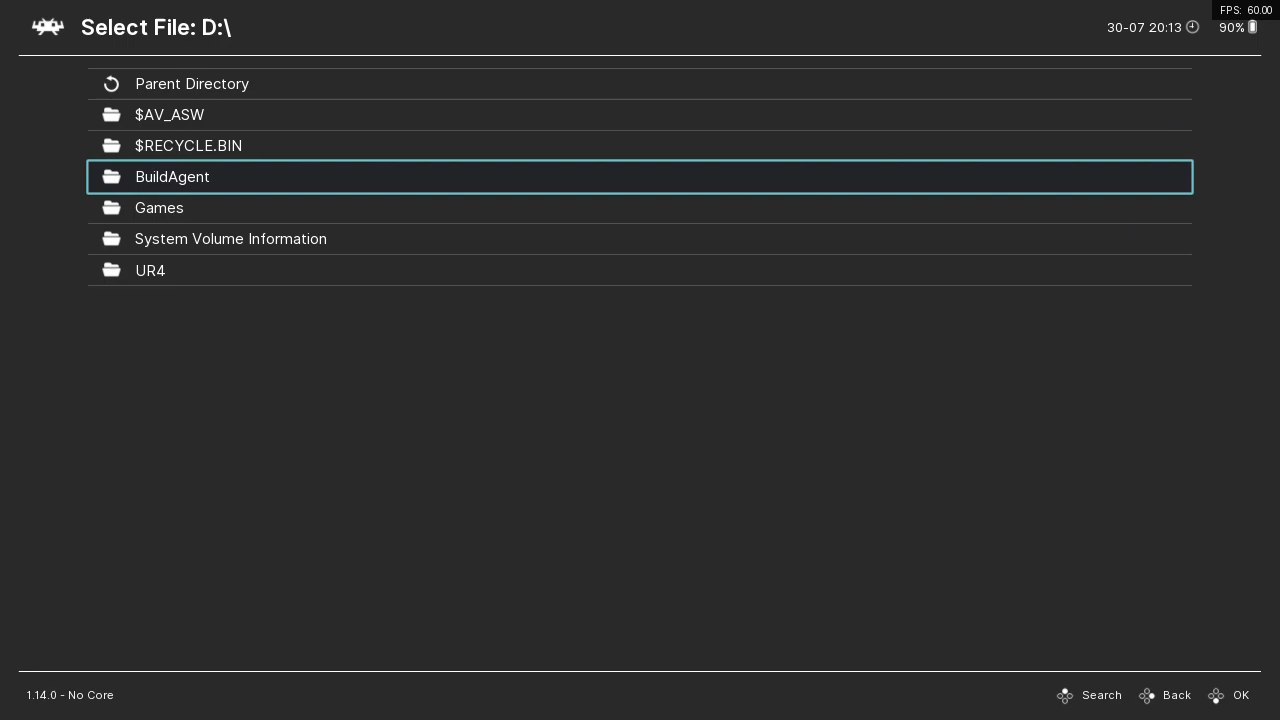 FPS: 60.00
Select File: D:\
30-07 20:13
90%
Parent Directory
$AV_ASW
$RECYCLE.BIN
BuildAgent
Games
System Volume Information
UR4
1.14.0 - No Core
Search
Back
OK